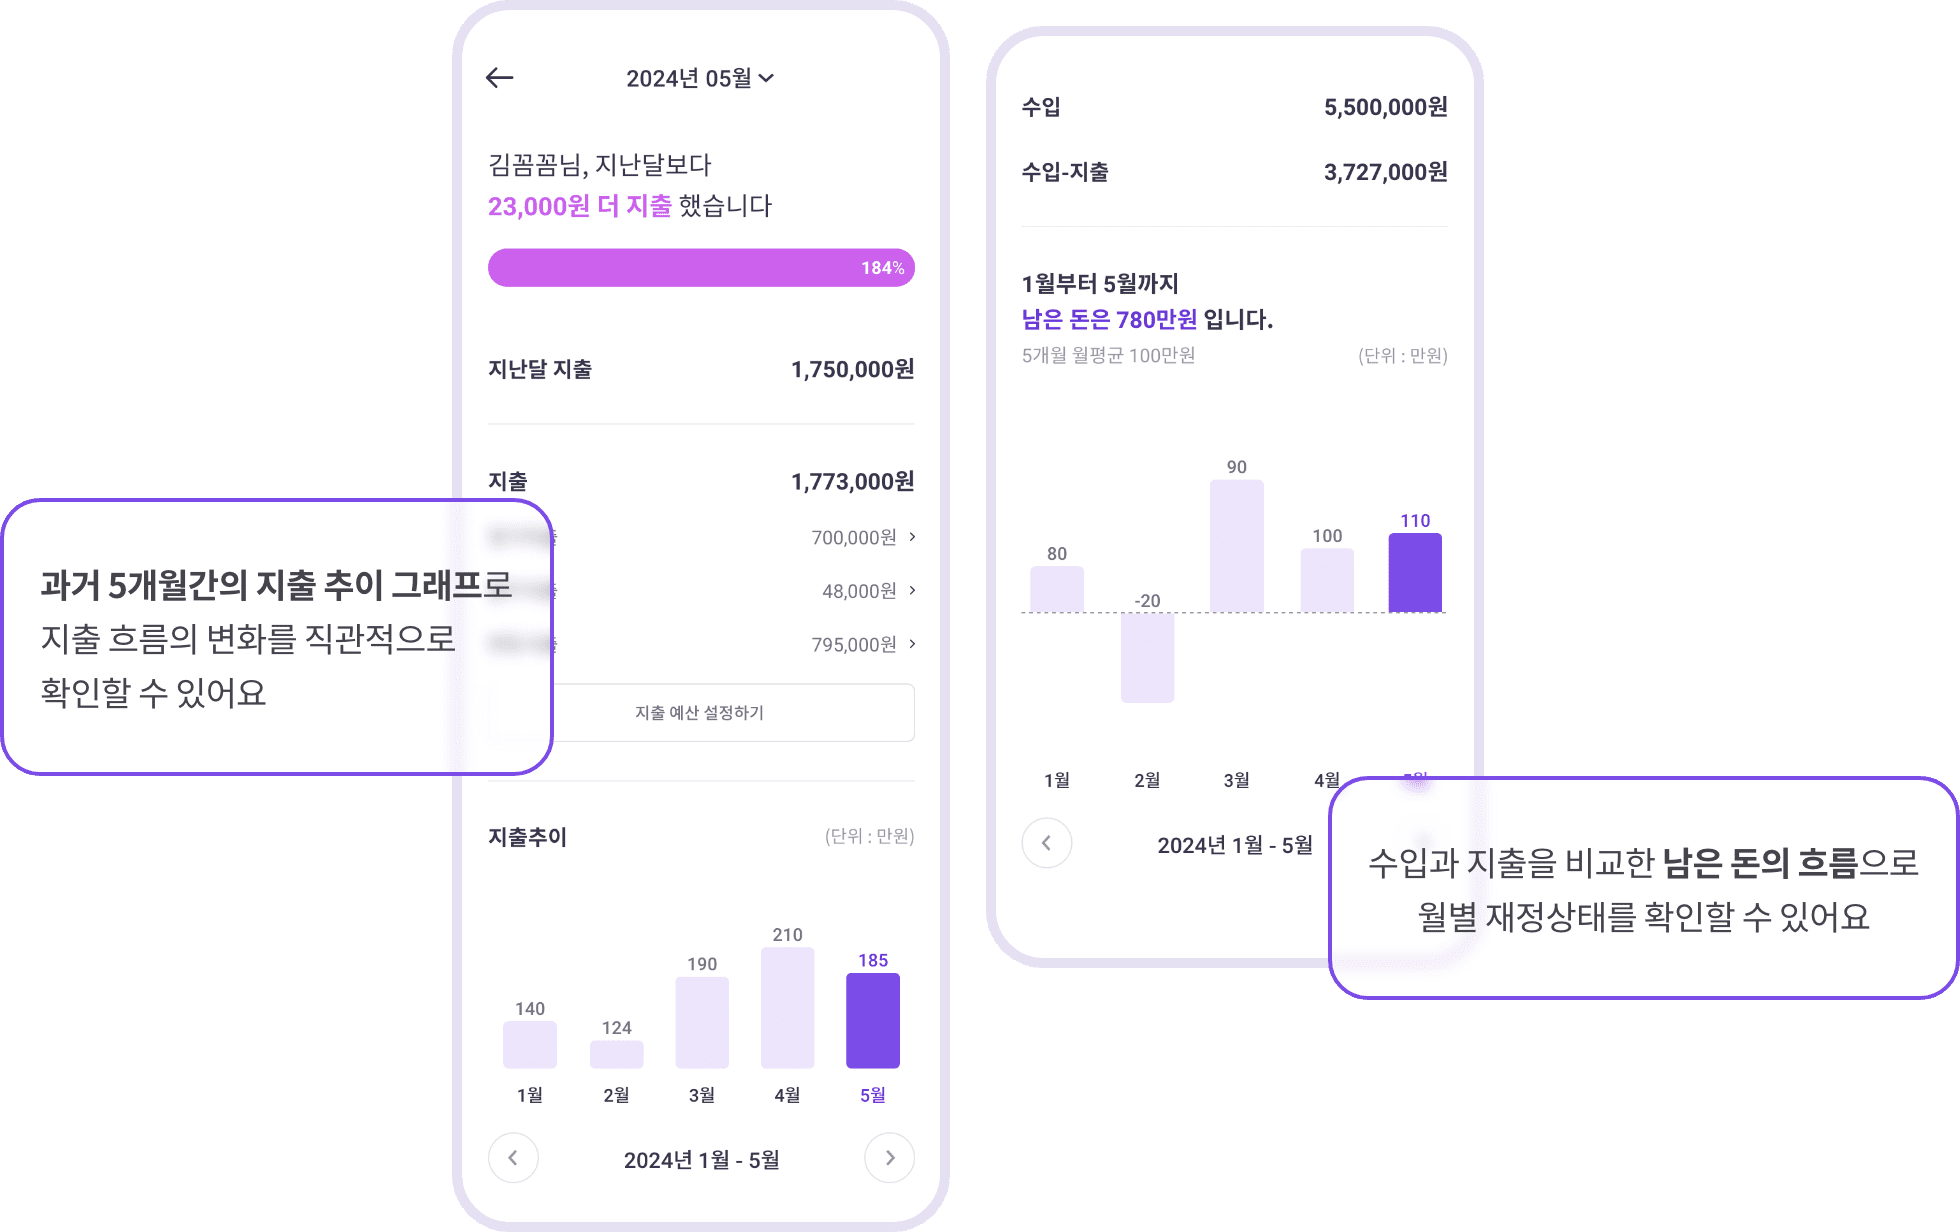 2024년 05월
김꼼꼼님, 지난달보다
23,000원 더 지출 했습니다
184%
지난달 지출 1,750,000원
지출 1,773,000원
700,000원
48,000원
795,000원
지출 예산 설정하기
과거 5개월간의 지출 추이 그래프로
지출 흐름의 변화를 직관적으로
확인할 수 있어요
지출추이 (단위 : 만원)
140 124 190 210 185
1월 2월 3월 4월 5월
2024년 1월 - 5월
수입 5,500,000원
수입-지출 3,727,000원
1월부터 5월까지
남은 돈은 780만원 입니다.
5개월 월평균 100만원 (단위 : 만원)
80 -20 90 100 110
1월 2월 3월 4월
2024년 1월 - 5월
수입과 지출을 비교한 남은 돈의 흐름으로
월별 재정상태를 확인할 수 있어요